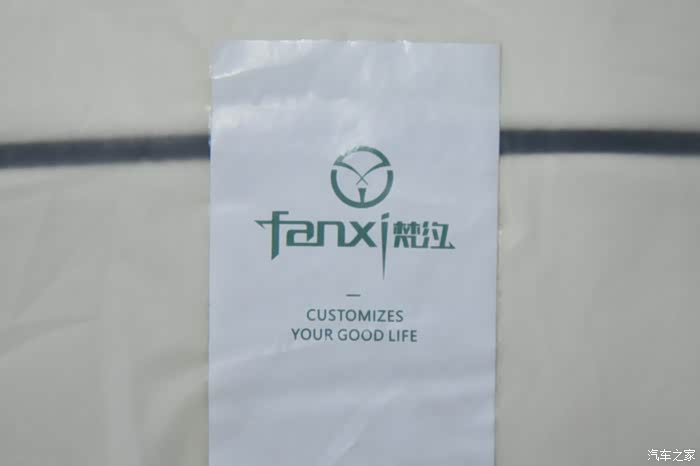 fanxi梵汐
CUSTOMIZES
YOUR GOOD LIFE
汽车之家